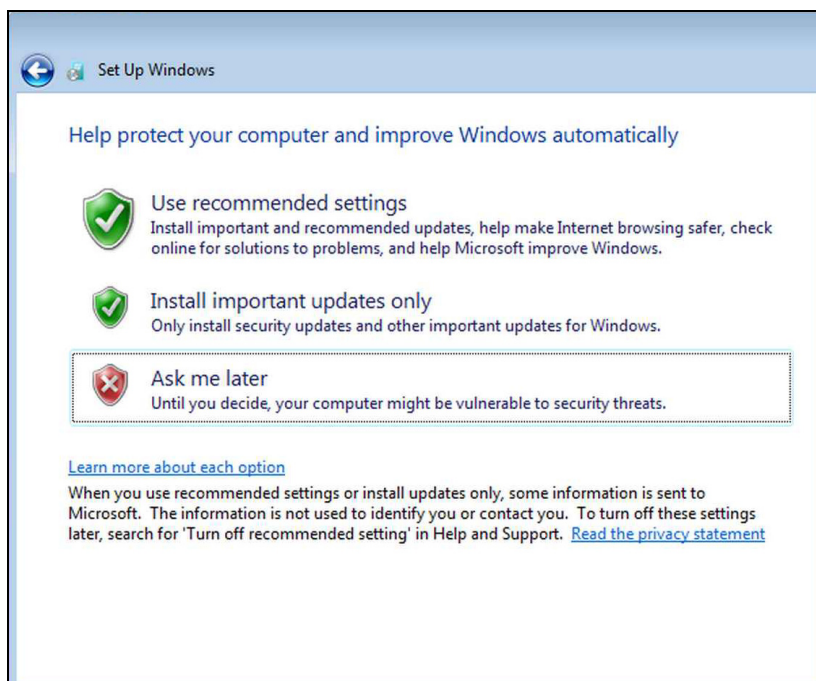 Set Up Windows
Help protect your computer and improve Windows automatically
Use recommended settings
Install important and recommended updates, help make Internet browsing safer, check
online for solutions to problems, and help Microsoft improve Windows.
Install important updates only
Only install security updates and other important updates for Windows.
Ask me later
Until you decide, your computer might be vulnerable to security threats.
Learn more about each option
When you use recommended settings or install updates only, some information is sent to
Microsoft.  The information is not used to identify you or contact you.  To turn off these settings
later, search for 'Turn off recommended setting' in Help and Support.  Read the privacy statement